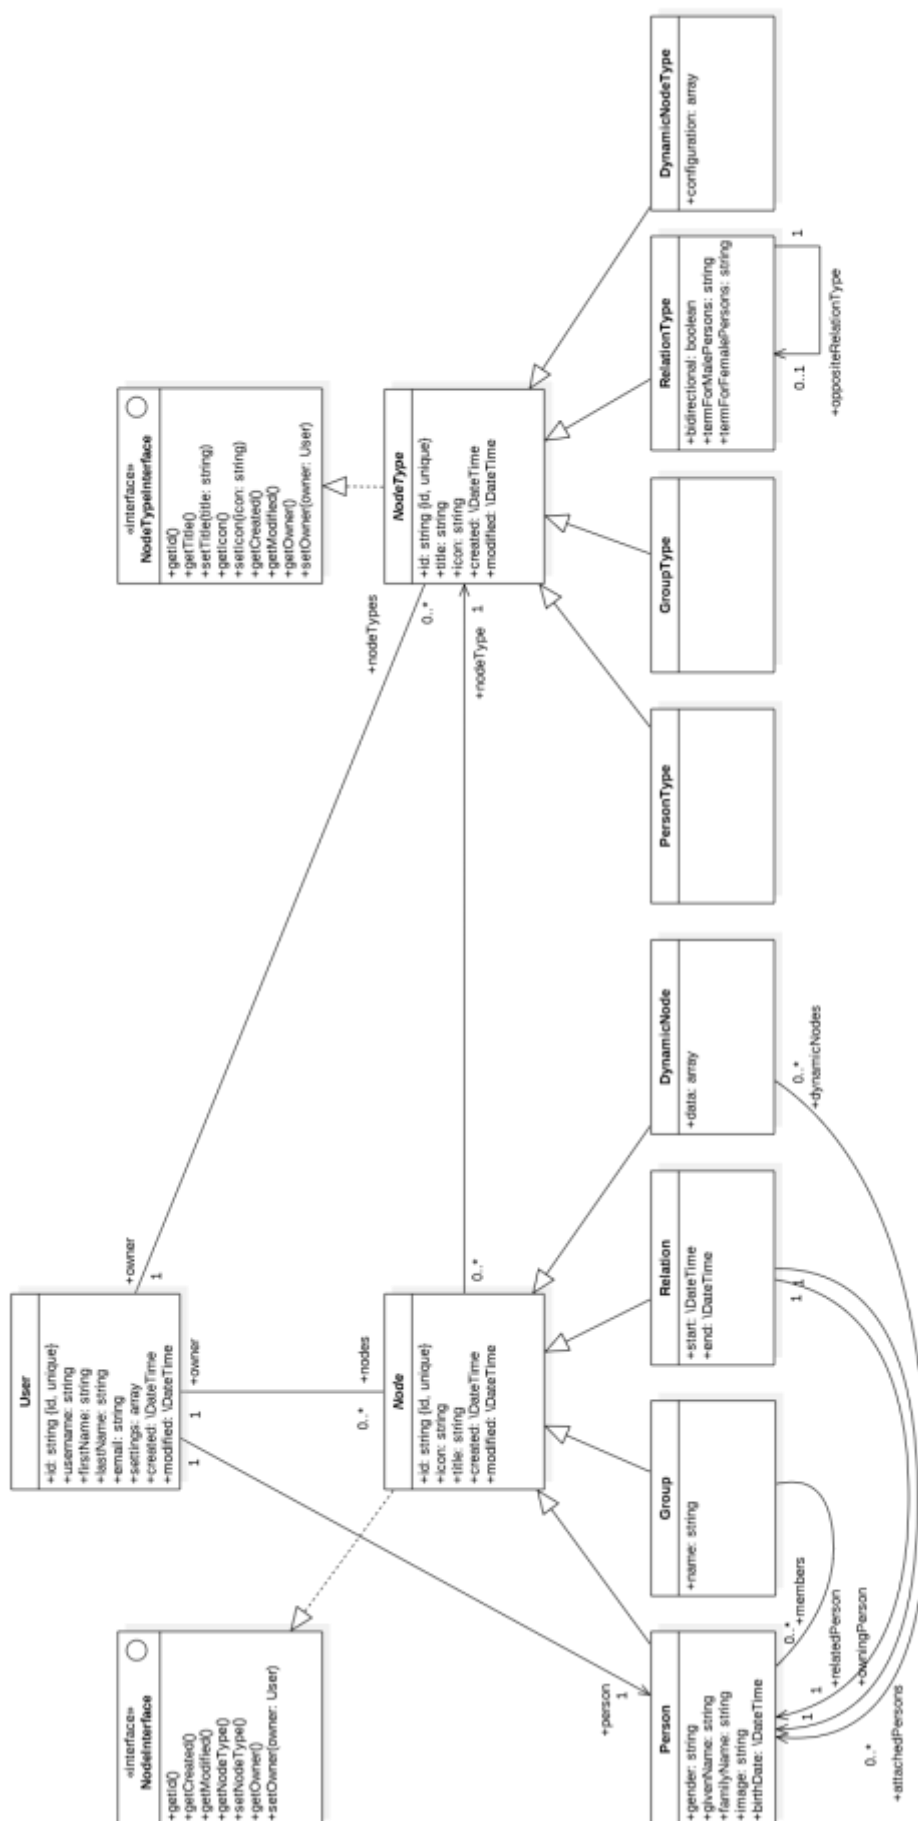 «interface»
NodeInterface
+getId()
+getCreated()
+getModified()
+getNodeType()
+setNodeType()
+getOwner()
+setOwner(owner: User)
User
+id: string {id, unique}
+username: string
+firstName: string
+lastName: string
+email: string
+settings: array
+created: \DateTime
+modified: \DateTime
+owner
1
+owner
1
1
«interface»
NodeTypeInterface
+getId()
+getTitle()
+setTitle(title: string)
+getIcon()
+setIcon(icon: string)
+getCreated()
+getModified()
+getOwner()
+setOwner(owner: User)
+nodes
0..*
Node
+id: string {id, unique}
+icon: string
+title: string
+created: \DateTime
+modified: \DateTime
0..*
+nodeTypes
0..*
+nodeType
1
NodeType
+id: string {id, unique}
+title: string
+icon: string
+created: \DateTime
+modified: \DateTime
+person
1
Person
+gender: string
+givenName: string
+familyName: string
+image: string
+birthDate: \DateTime
Group
+name: string
Relation
+start: \DateTime
+end: \DateTime
DynamicNode
+data: array
PersonType
GroupType
RelationType
+bidirectional: boolean
+termForMalePersons: string
+termForFemalePersons: string
DynamicNodeType
+configuration: array
0..*
+members
1
1
0..*
+dynamicNodes
1
+relatedPerson
1
+owningPerson
0..*
+attachedPersons
0..1
1
+oppositeRelationType